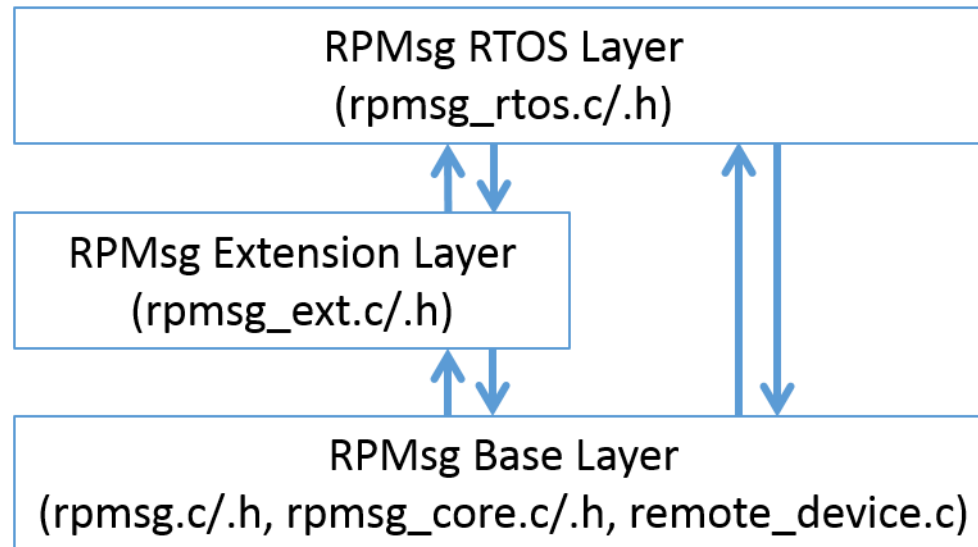 RPMsg RTOS Layer
(rpmsg_rtos.c/.h)
RPMsg Extension Layer
(rpmsg_ext.c/.h)
RPMsg Base Layer
(rpmsg.c/.h, rpmsg_core.c/.h, remote_device.c)